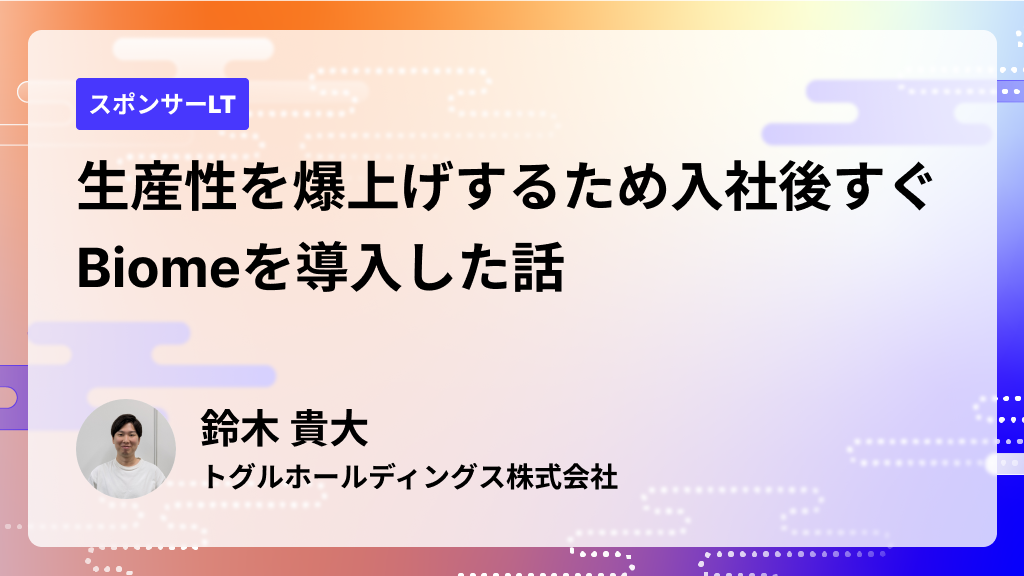 スポンサーLT
生産性を爆上げするため入社後すぐ
Biomeを導入した話
鈴木 貴大
トグルホールディングス株式会社